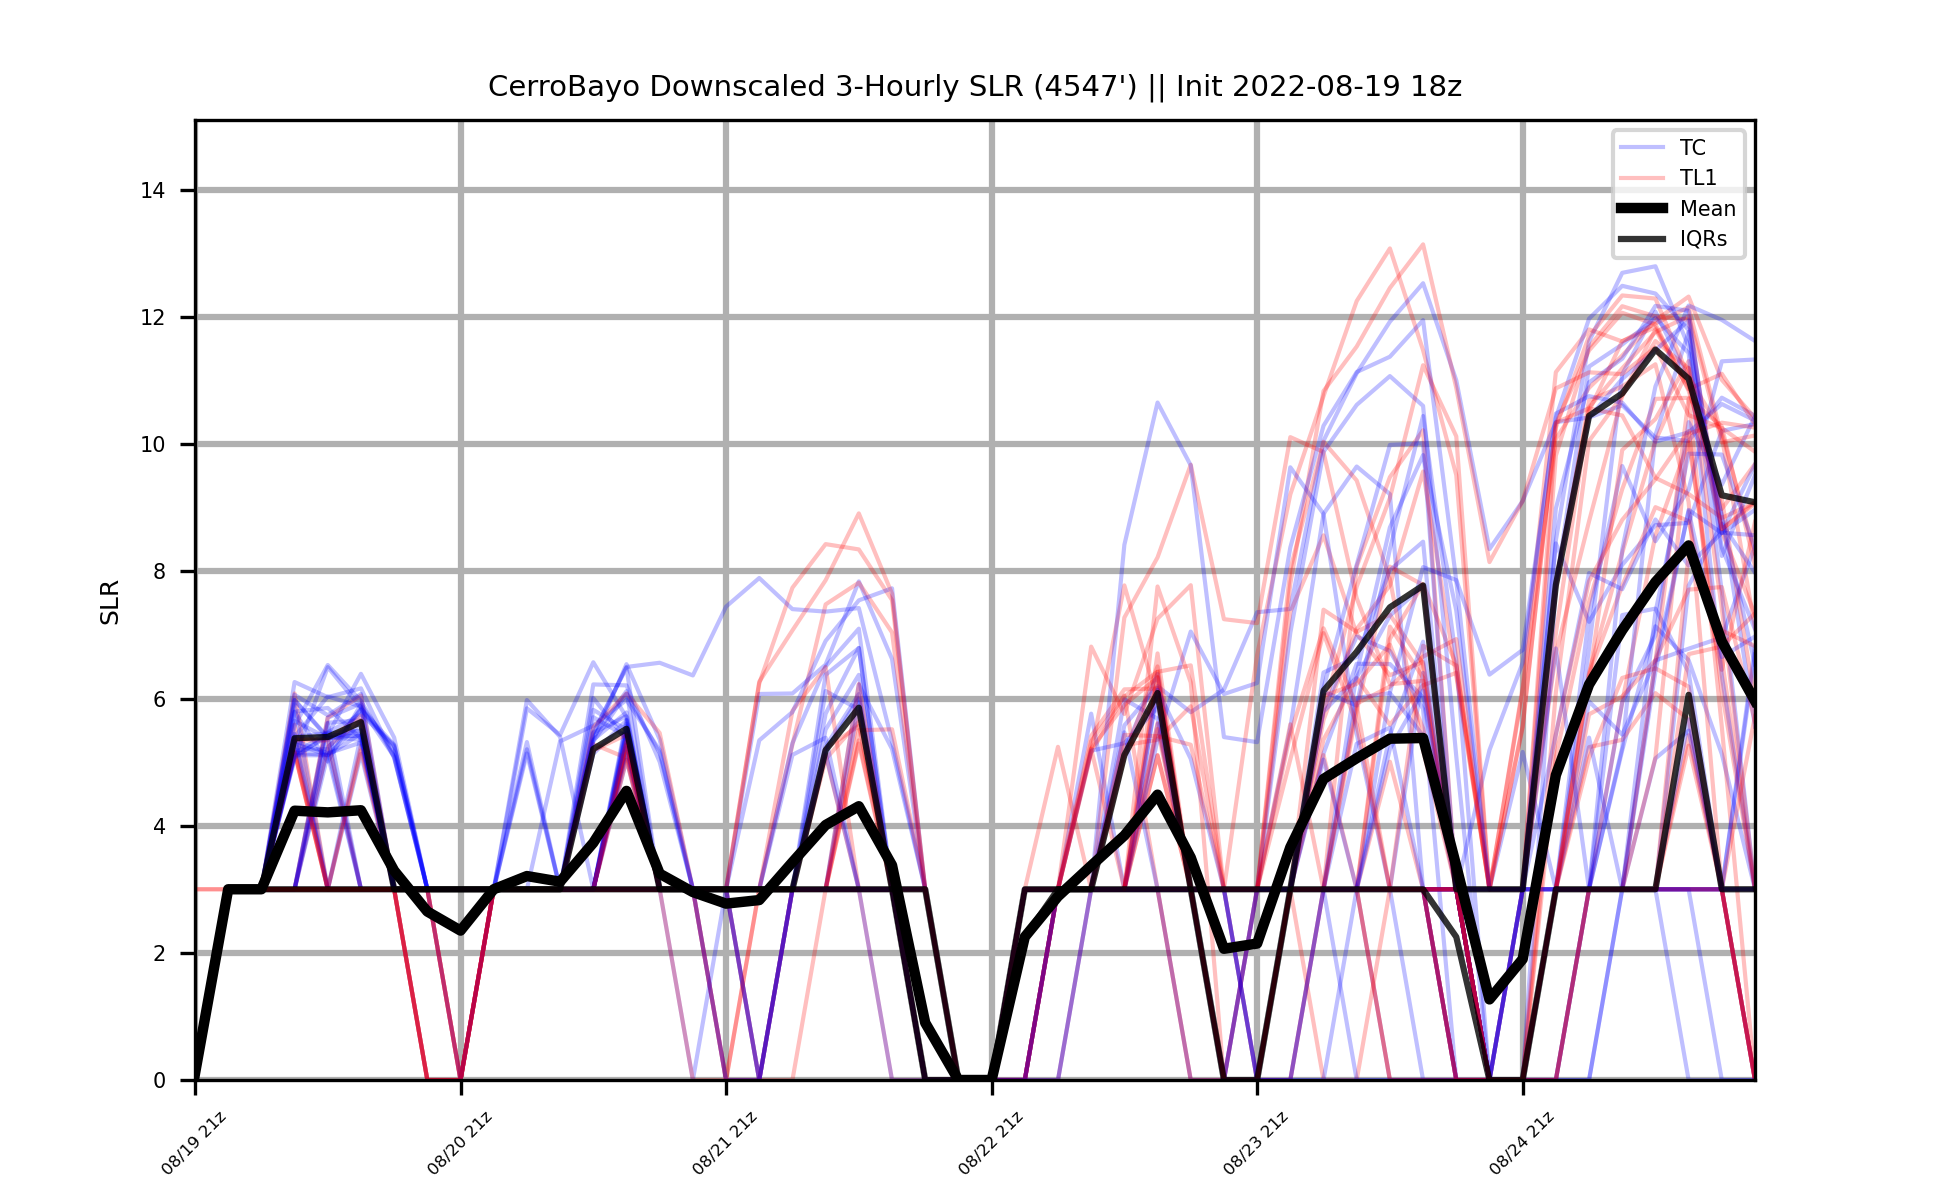 CerroBayo Downscaled 3-Hourly SLR (4547') || Init 2022-08-19 18z
TC
TL1
Mean
IQRs
SLR
14
12
10
8
6
4
2
0
08/19 21z
08/20 21z
08/21 21z
08/22 21z
08/23 21z
08/24 21z